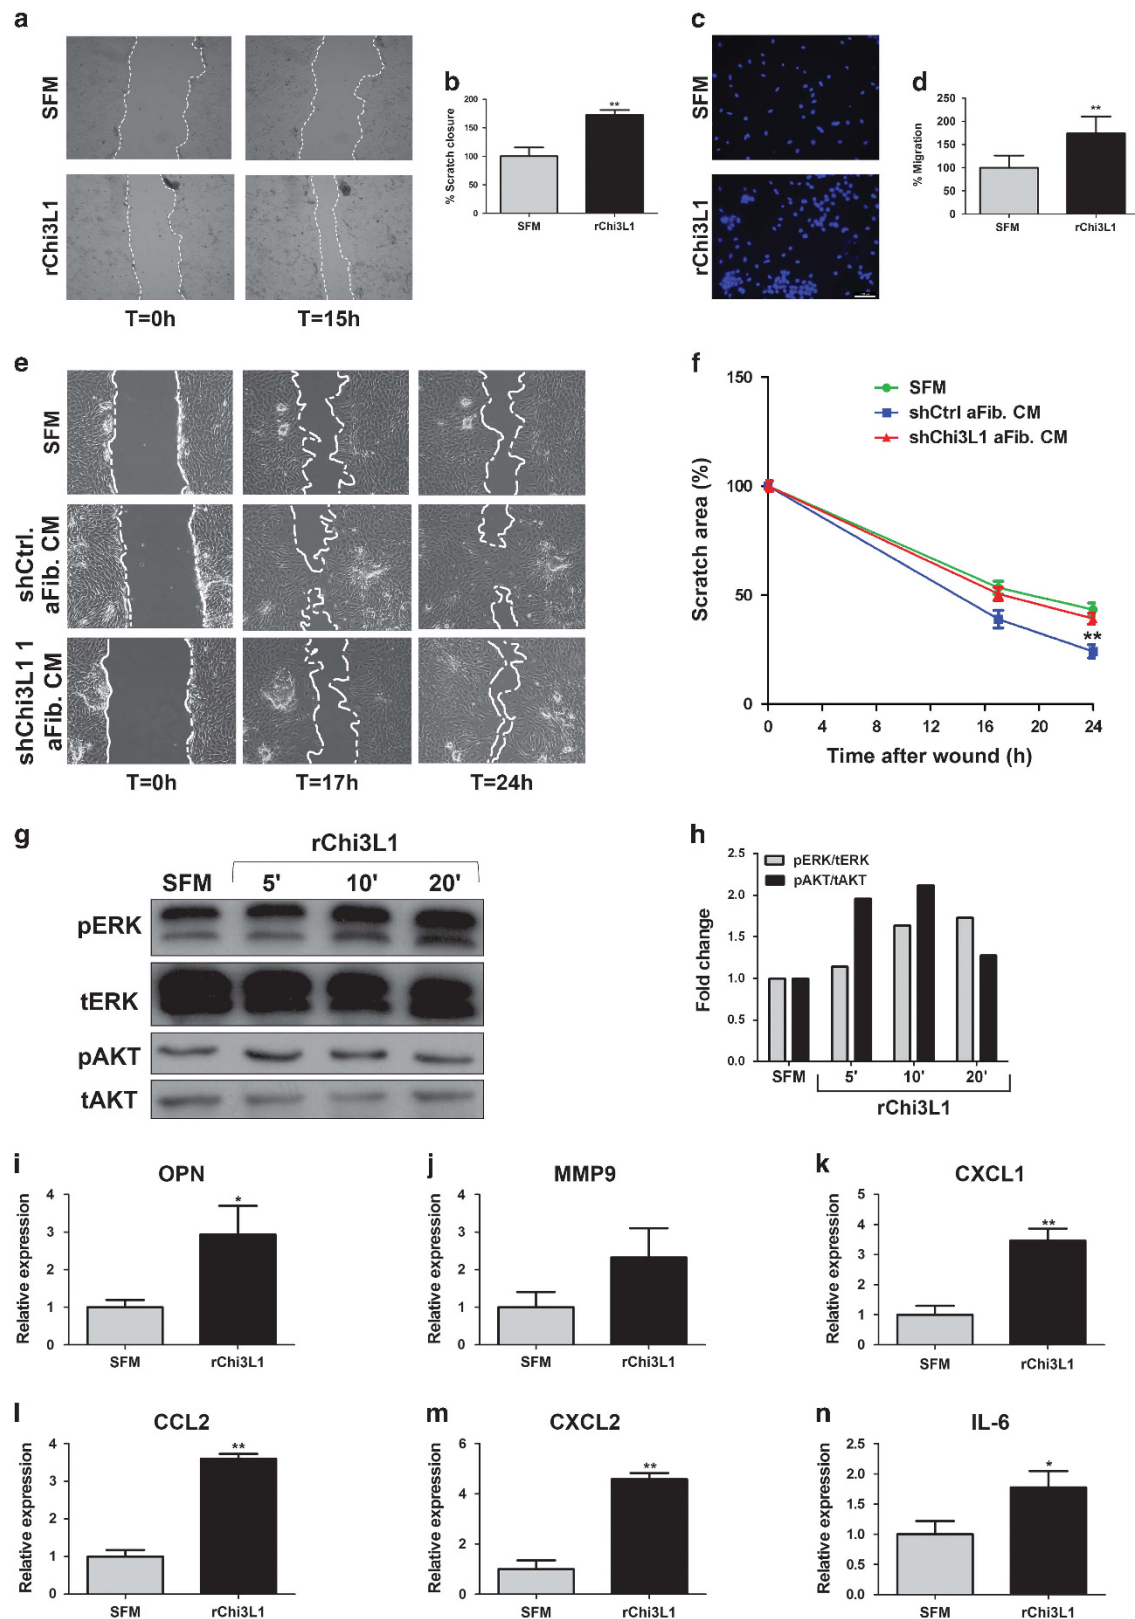 a
SFM
rChi3L1
T=0h
T=15h
b
% Scratch closure
200
150
100
50
0
**
SFM
rChi3L1
c
SFM
rChi3L1
d
% Migration
250
200
150
100
50
0
**
SFM
rChi3L1
e
SFM
shCtrl.
aFib. CM
shChi3L1 1
aFib. CM
T=0h
T=17h
T=24h
f
SFM
shCtrl aFib. CM
shChi3L1 aFib. CM
Scratch area (%)
150
100
50
0
**
0 4 8 12 16 20 24
Time after wound (h)
g
rChi3L1
SFM 5' 10' 20'
pERK
tERK
pAKT
tAKT
h
pERK/tERK
pAKT/tAKT
Fold change
2.5
2.0
1.5
1.0
0.5
0.0
SFM 5' 10' 20'
rChi3L1
i
OPN
Relative expression
4
3
2
1
0
*
SFM
rChi3L1
j
MMP9
Relative expression
4
3
2
1
0
SFM
rChi3L1
k
CXCL1
Relative expression
5
4
3
2
1
0
**
SFM
rChi3L1
l
CCL2
Relative expression
4
3
2
1
0
**
SFM
rChi3L1
m
CXCL2
Relative expression
6
4
2
0
**
SFM
rChi3L1
n
IL-6
Relative expression
2.5
2.0
1.5
1.0
0.5
0.0
*
SFM
rChi3L1